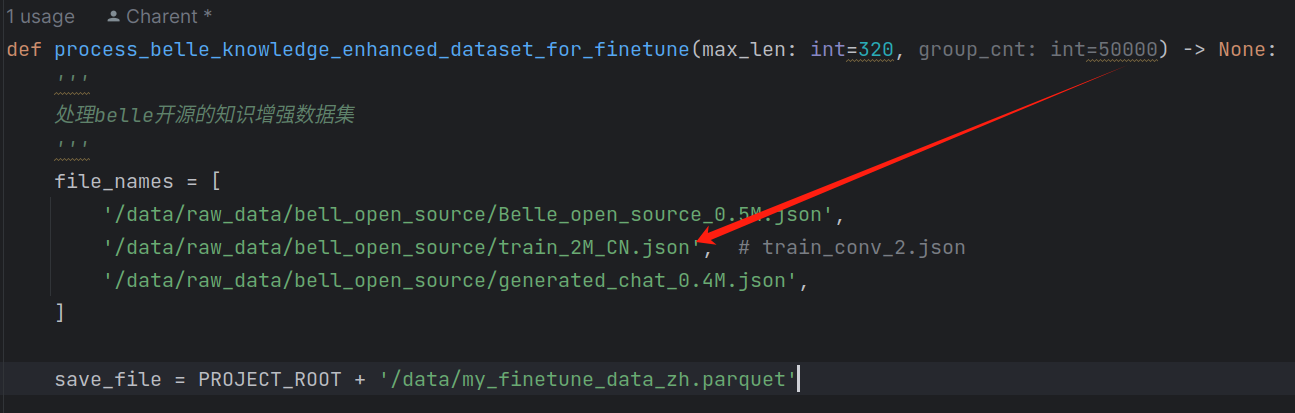 1 usage Charent *
def process_belle_knowledge_enhanced_dataset_for_finetune(max_len: int=320, group_cnt: int=50000) -> None:
'''
处理belle开源的知识增强数据集
'''
file_names = [
'/data/raw_data/bell_open_source/Belle_open_source_0.5M.json',
'/data/raw_data/bell_open_source/train_2M_CN.json', # train_conv_2.json
'/data/raw_data/bell_open_source/generated_chat_0.4M.json',
]
save_file = PROJECT_ROOT + '/data/my_finetune_data_zh.parquet'